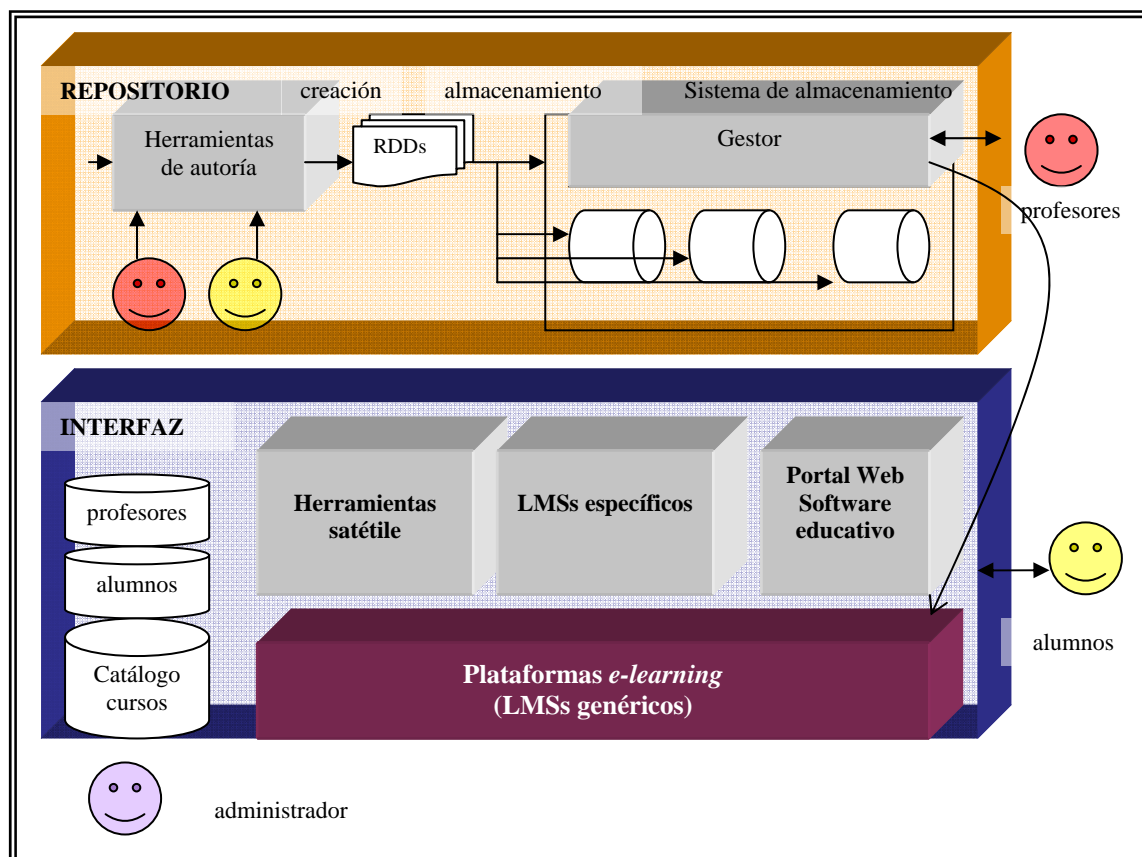 REPOSITORIO
creación
almacenamiento
Sistema de almacenamiento
Herramientas
de autoría
RDDs
Gestor
profesores
INTERFAZ
profesores
alumnos
Catálogo
cursos
Herramientas
satétile
LMSs específicos
Portal Web
Software
educativo
Plataformas e-learning
(LMSs genéricos)
alumnos
administrador